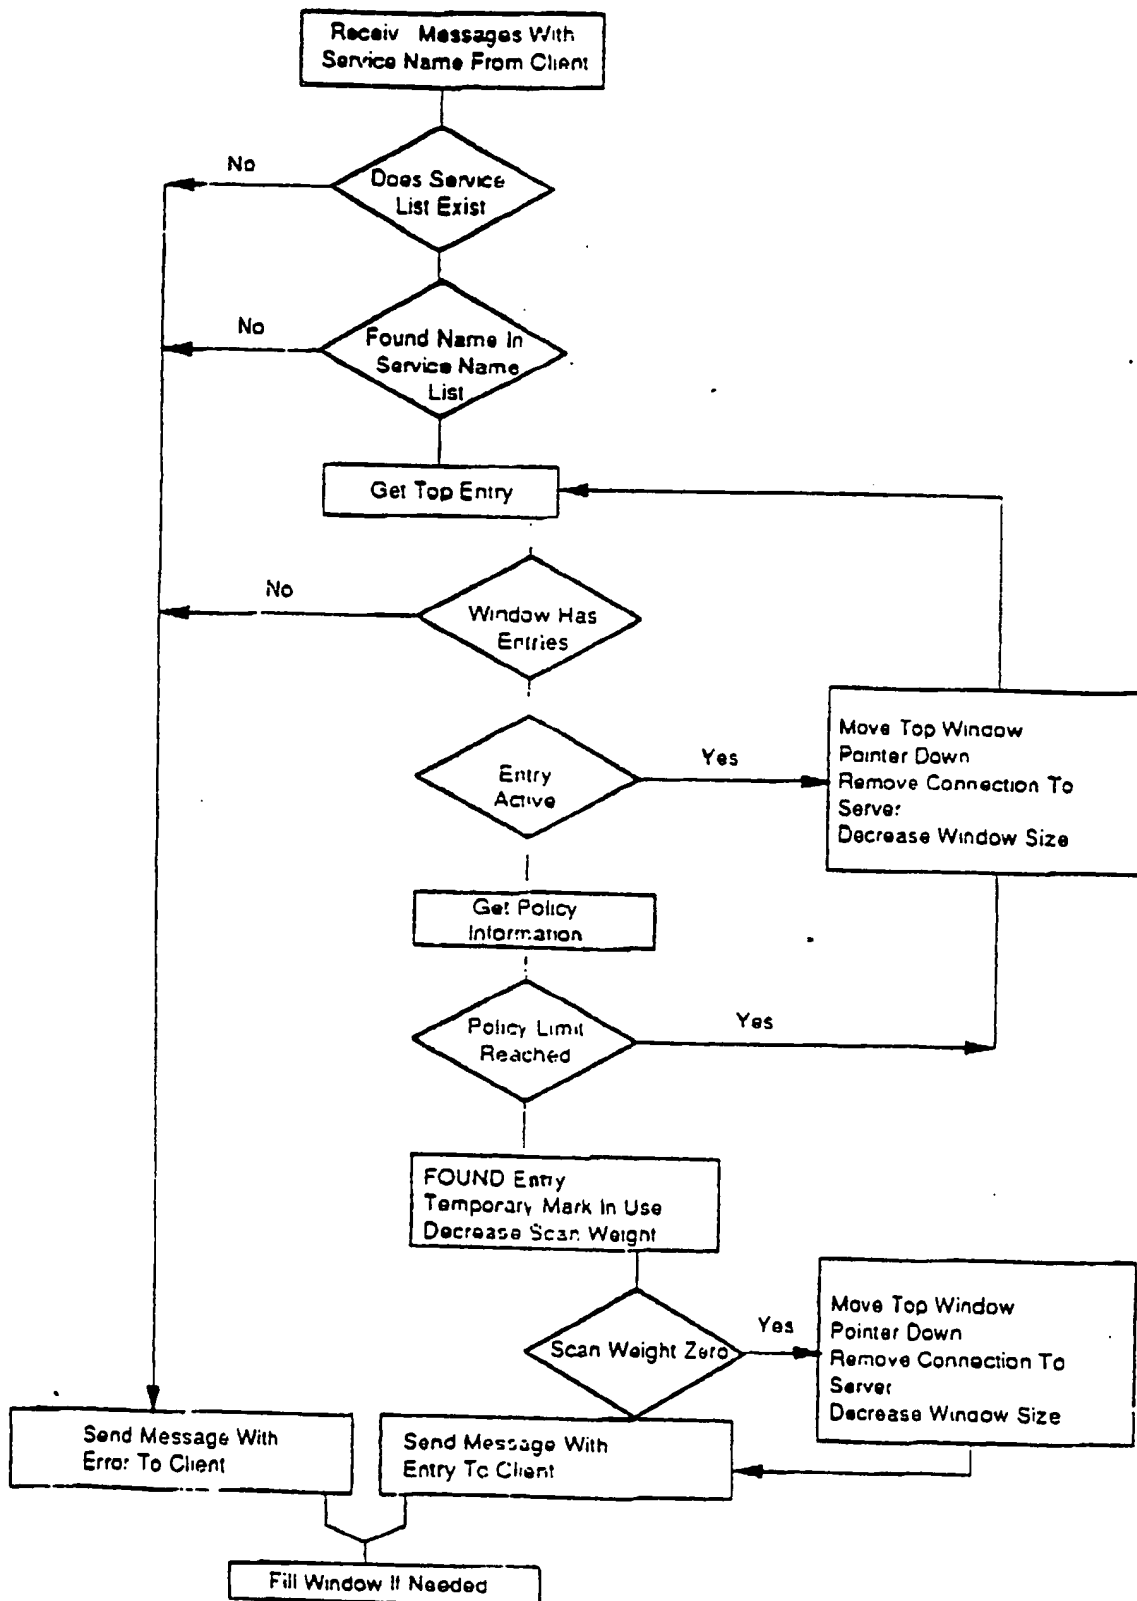 Receiv Messages With
Service Name From Client
No
Does Service
List Exist
No
Found Name In
Service Name
List
Get Top Entry
No
Window Has
Entries
Move Top Window
Pointer Down
Remove Connection To
Server.
Decrease Window Size
Yes
Entry
Active
Get Policy
Information
Yes
Policy Limit
Reached
FOUND Entry
Temporary Mark In Use
Decrease Scan Weight
Yes
Scan Weight Zero
Move Top Window
Pointer Down
Remove Connection To
Server
Decrease Window Size
Send Message With
Error To Client
Send Message With
Entry To Client
Fill Window If Needed